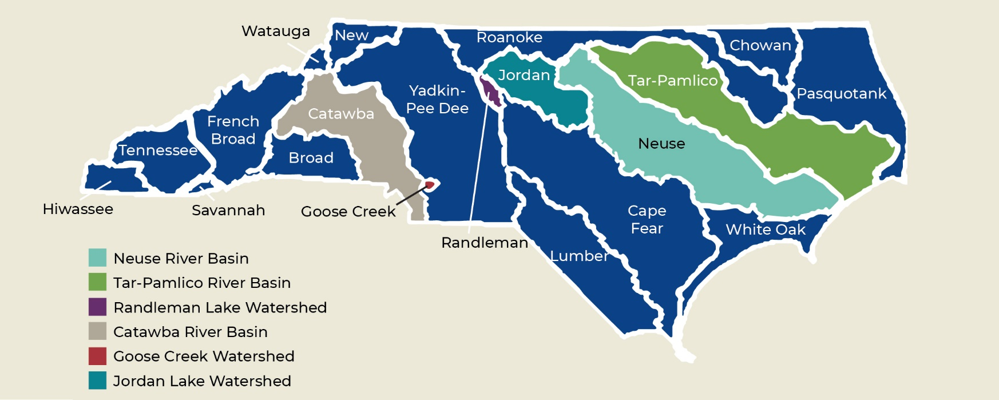 Watauga
New
Roanoke
Chowan
Jordan
Tar-Pamlico
Yadkin-
Pee Dee
Pasquotank
Catawba
French
Broad
Neuse
Tennessee
Broad
Hiwassee
Savannah
Goose Creek
Cape
Fear
White Oak
Randleman
Lumber
Neuse River Basin
Tar-Pamlico River Basin
Randleman Lake Watershed
Catawba River Basin
Goose Creek Watershed
Jordan Lake Watershed